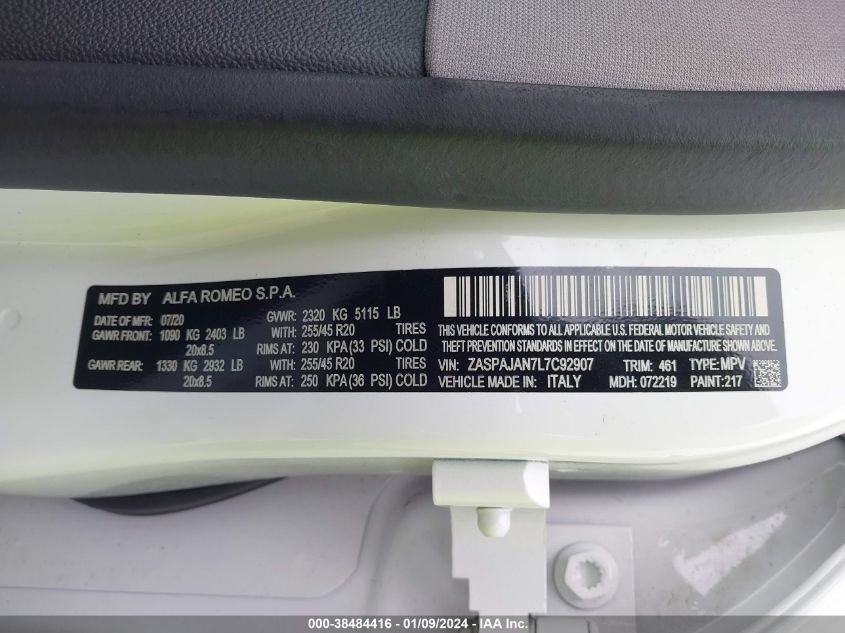 MFD BY ALFA ROMEO S.P.A.
DATE OF MFR: 07/20 GVWR: 2320 KG 5115 LB
GAWR FRONT: 1090 KG 2403 LB WITH: 255/45 R20 TIRES
20x8.5 RIMS AT: 230 KPA(33 PSI) COLD
GAWR REAR: 1330 KG 2932 LB WITH: 255/45 R20 TIRES
20x8.5 RIMS AT: 250 KPA (36 PSI) COLD
THIS VEHICLE CONFORMS TO ALL APPLICABLE U.S. FEDERAL MOTOR VEHICLE SAFETY AND
THEFT PREVENTION STANDARDS IN EFFECT ON THE DATE OF MANUFACTURE SHOWN ABOVE.
VIN: ZASPAJAN7L7C92907 TRIM: 461 TYPE: MPV
VEHICLE MADE IN: ITALY MDH: 072219 PAINT: 217
000-38484416 - 01/09/2024 - IAA Inc.